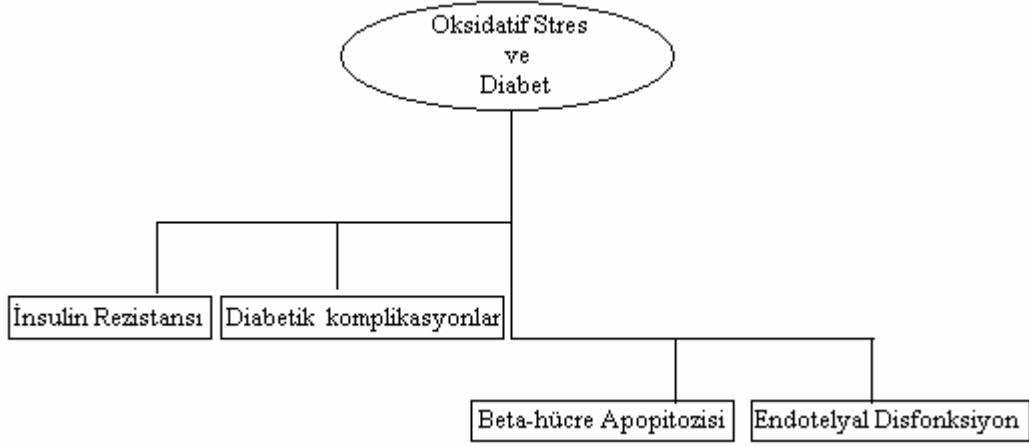 Oksidatif Stres
ve
Diabet
İnsulin Rezistansı
Diabetik komplikasyonlar
Beta-hücre Apopitozisi
Endotelyal Disfonksiyon